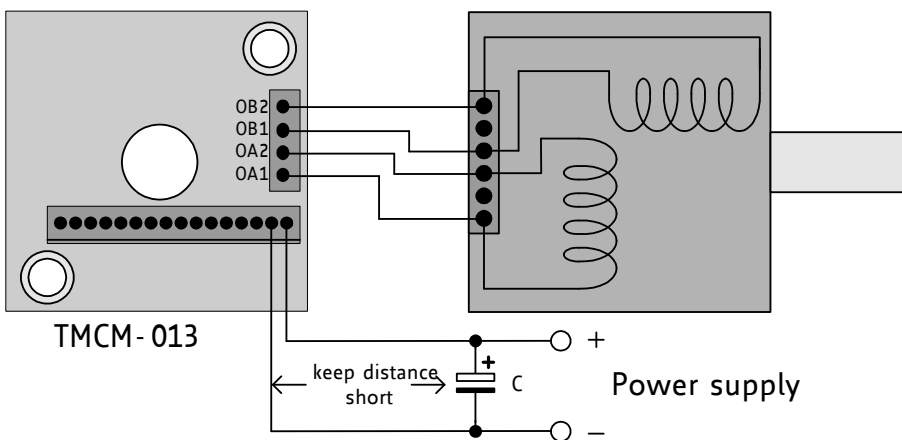 OB2
OB1
OA2
OA1
TMCM-013
+
+
keep distance
short
C
Power supply
–